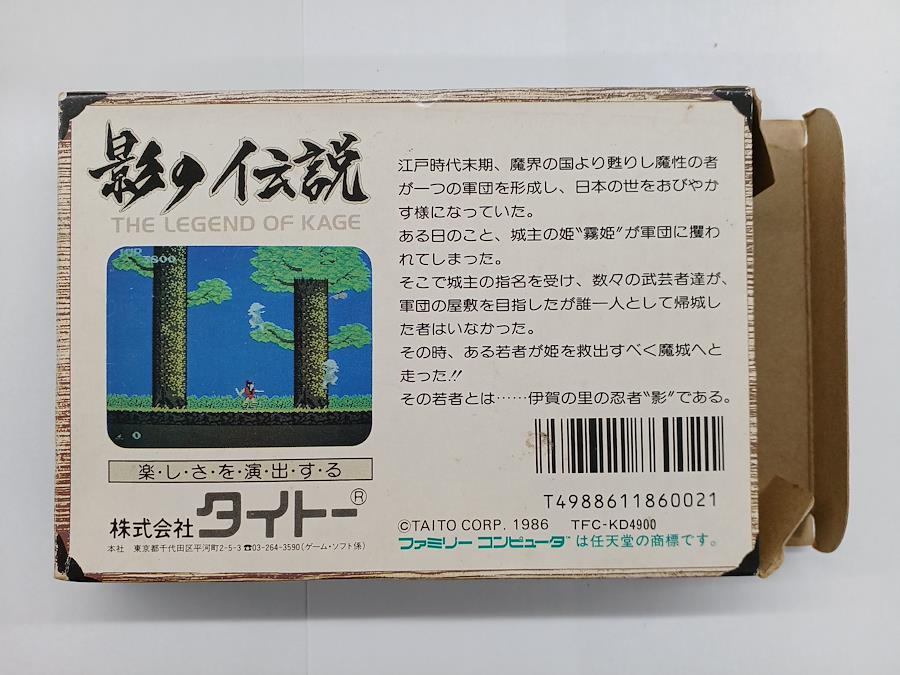 影の伝説
THE LEGEND OF KAGE
江戸時代末期、魔界の国より甦りし魔性の者
が一つの軍団を形成し、日本の世をおびやか
す様になっていた。
ある日のこと、城主の姫〝霧姫〟が軍団に攫わ
れてしまった。
そこで城主の指名を受け、数々の武芸者達が、
軍団の屋敷を目指したが誰一人として帰城し
た者はいなかった。
その時、ある若者が姫を救出すべく魔城へと
走った!!
その若者とは……伊賀の里の忍者〝影〟である。
楽・し・さ・を・演・出・す・る
株式会社 タイトー®
本社 東京都千代田区平河町2-5-3 ☎03-264-3590(ゲーム・ソフト係)
T4988611860021
©TAITO CORP. 1986 TFC-KD4900
ファミリー コンピュータ™は任天堂の商標です。